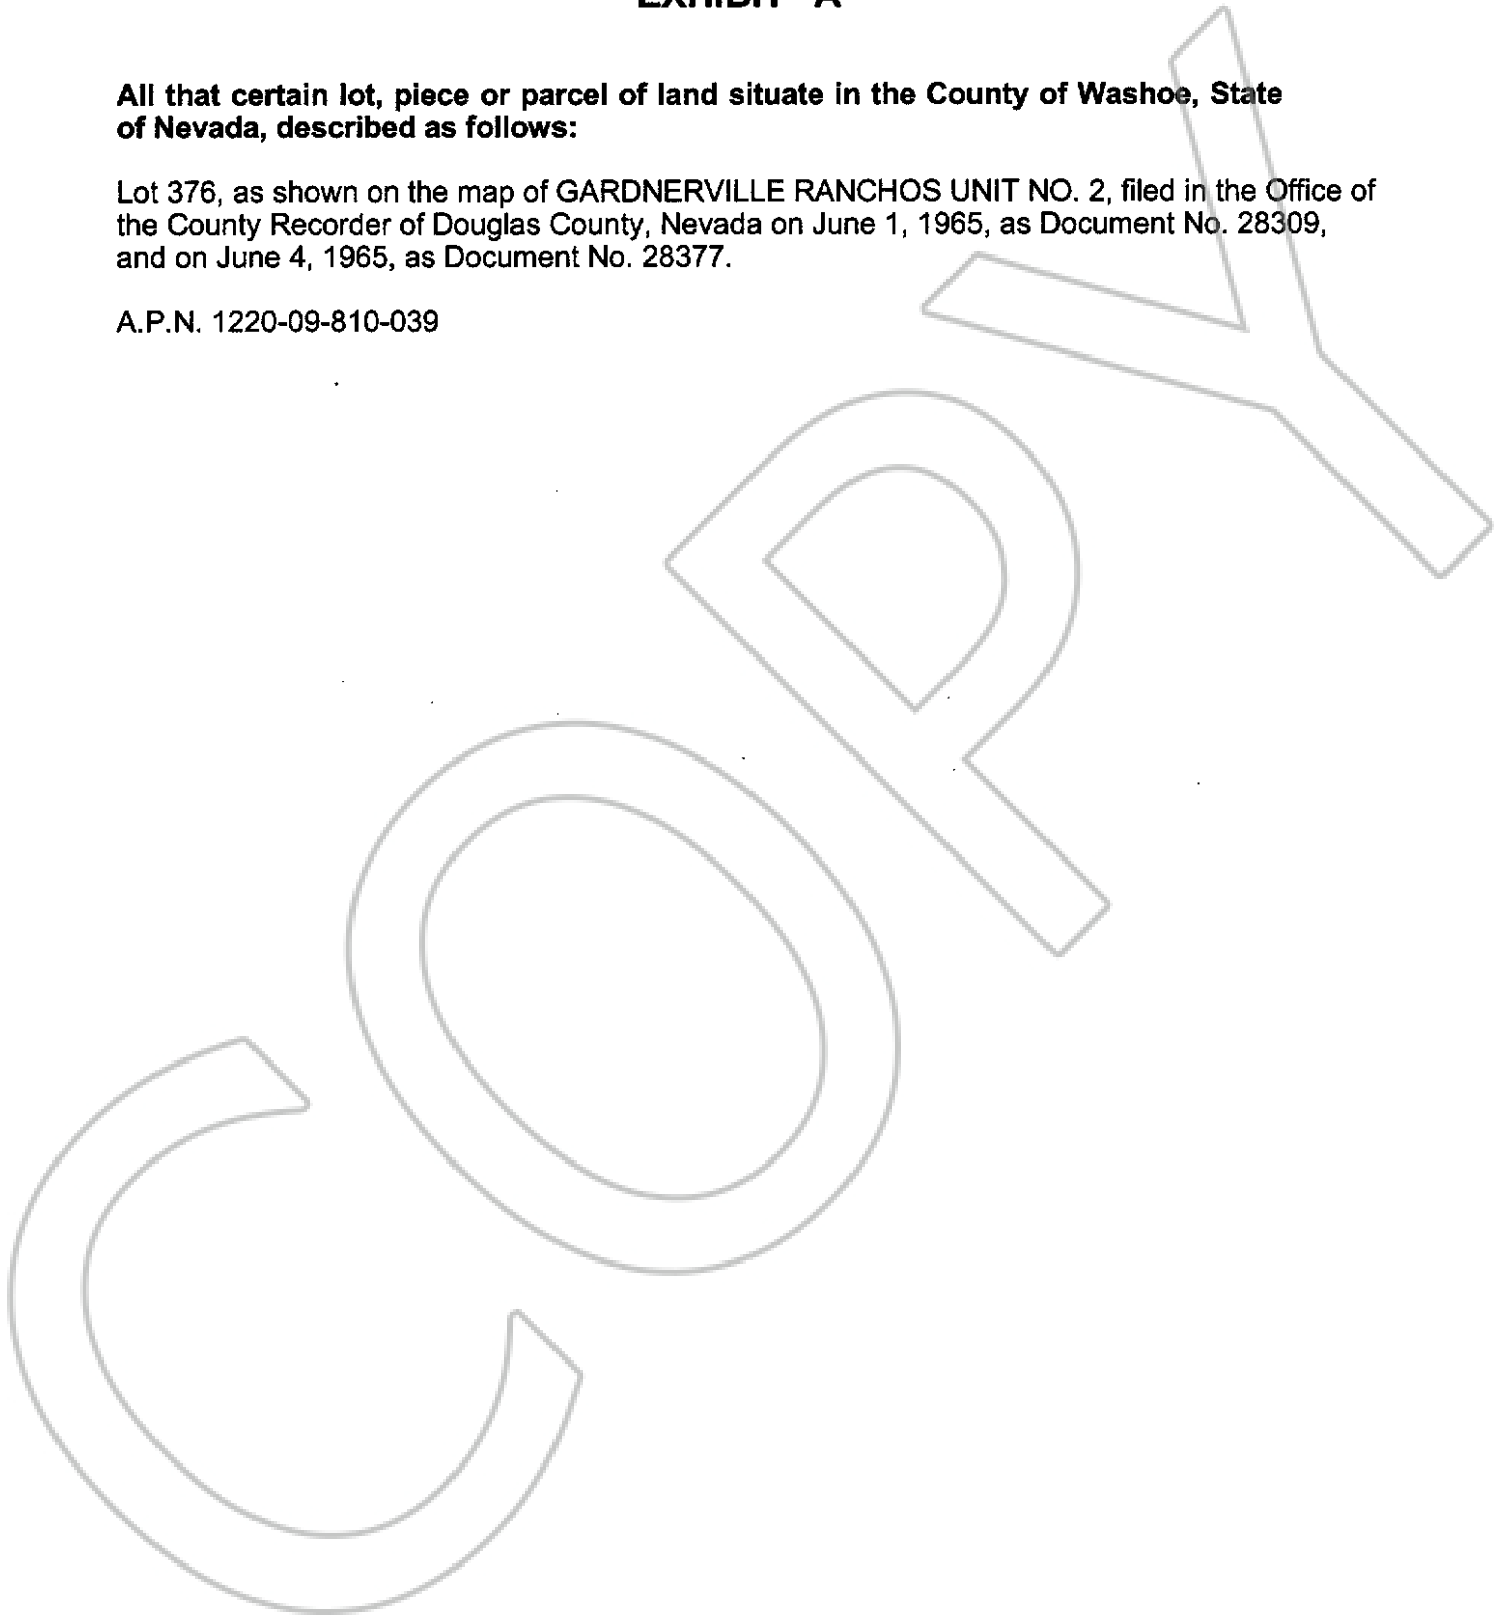 EXHIBIT "A"
All that certain lot, piece or parcel of land situate in the County of Washoe, State
of Nevada, described as follows:
Lot 376, as shown on the map of GARDNERVILLE RANCHOS UNIT NO. 2, filed in the Office of
the County Recorder of Douglas County, Nevada on June 1, 1965, as Document No. 28309,
and on June 4, 1965, as Document No. 28377.
A.P.N. 1220-09-810-039
COPY